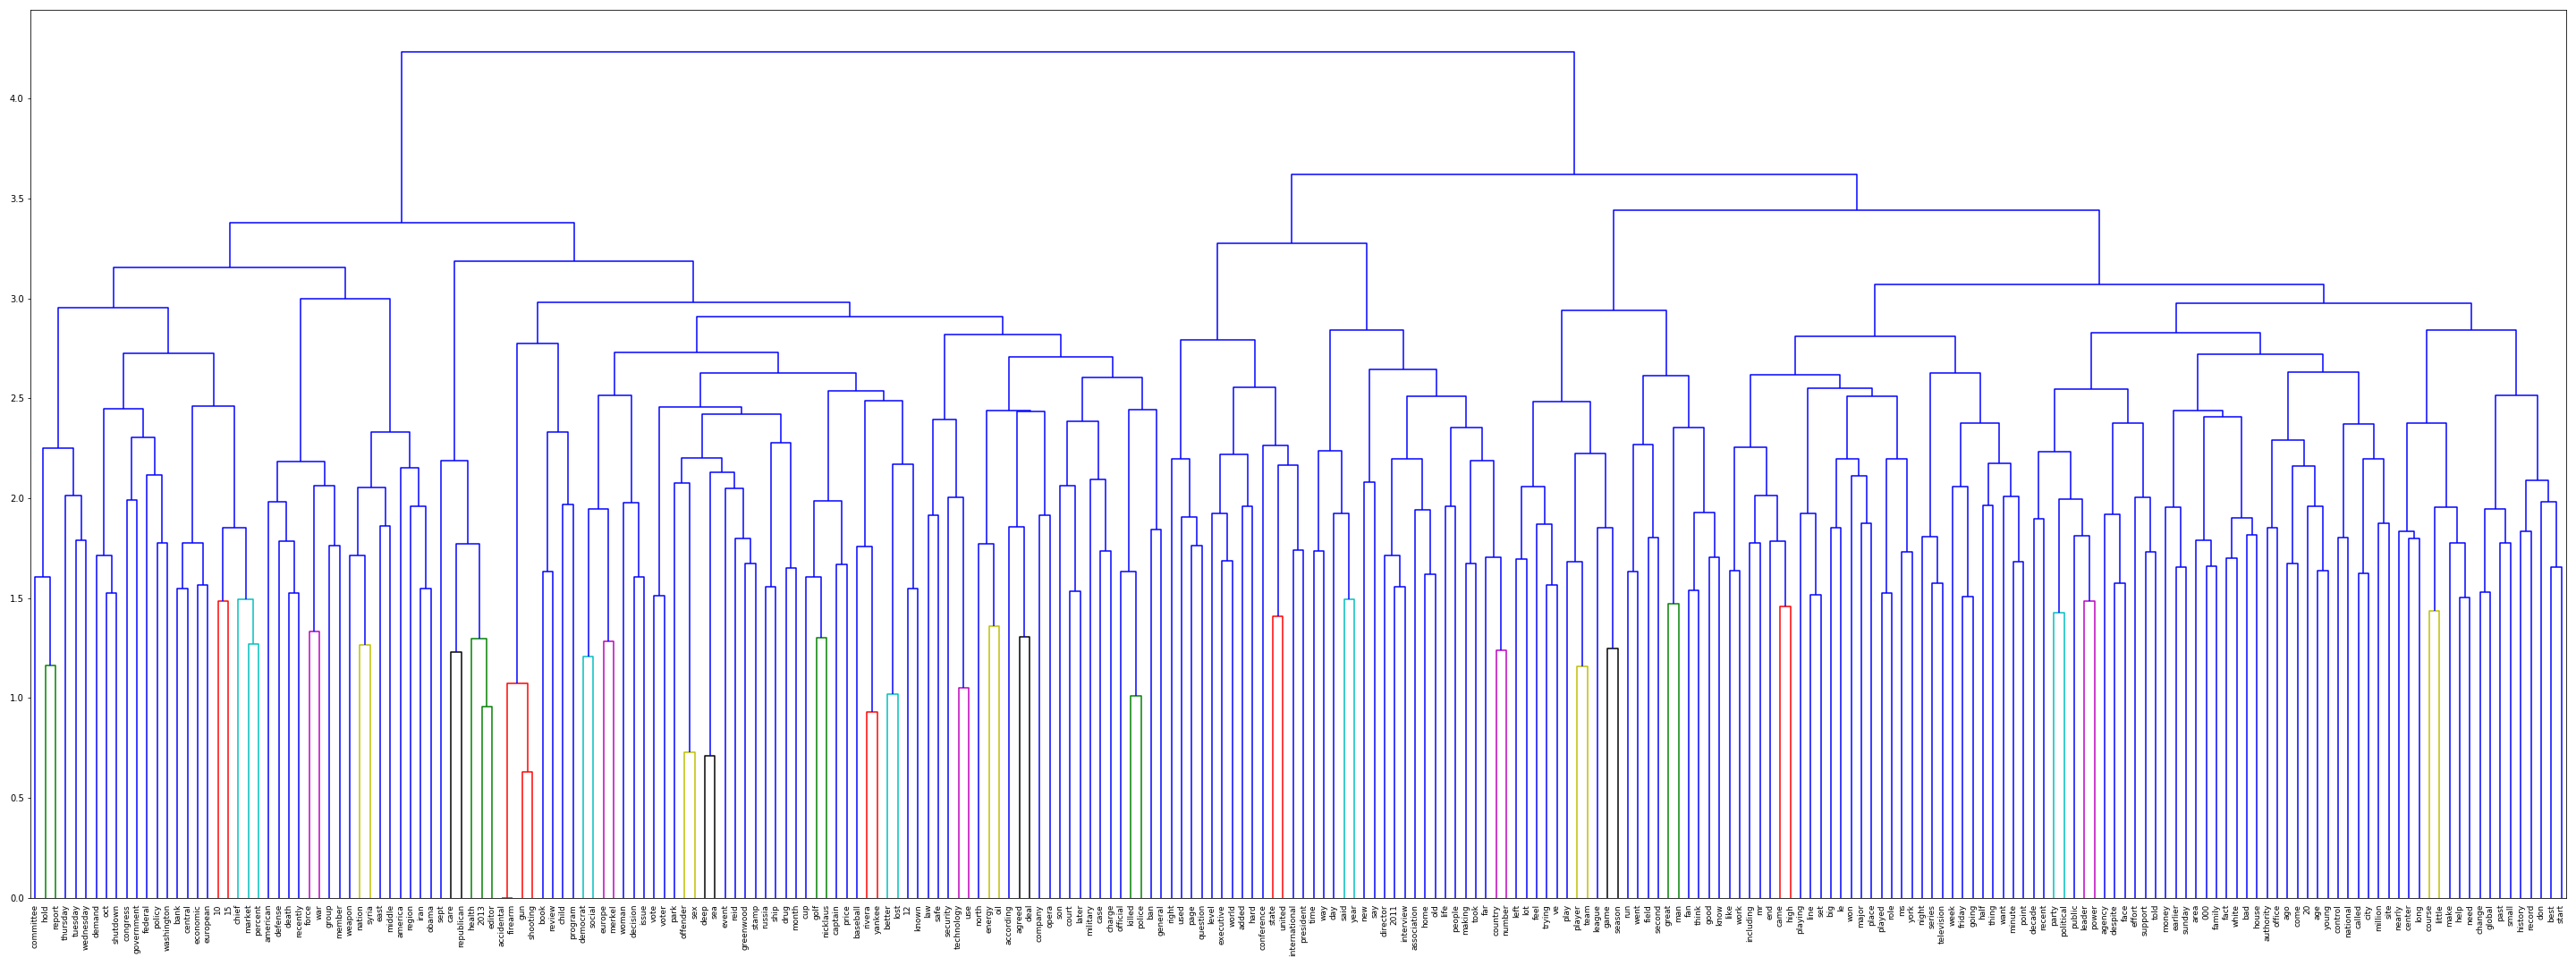 4.0
3.5
3.0
2.5
2.0
1.5
1.0
0.5
0.0
committee
hold
report
thursday
tuesday
wednesday
demand
oct
shutdown
congress
government
federal
policy
washington
bank
central
economic
european
10
15
chief
market
percent
american
defense
death
recently
force
war
group
member
weapon
nation
syria
east
middle
america
region
iran
obama
sept
care
republican
health
2013
editor
accidental
firearm
gun
shooting
book
review
child
program
democrat
social
europe
merkel
woman
decision
issue
vote
voter
park
offender
sex
deep
sea
event
reid
greenwood
stamp
russia
ship
drug
month
cup
golf
nicklaus
captain
price
baseball
rivera
yankee
better
lost
12
known
law
safe
security
technology
use
north
energy
oil
according
agreed
deal
company
opera
son
court
later
military
case
change
official
killed
police
ban
general
right
used
page
question
level
executive
world
added
hard
conference
state
united
international
president
time
way
day
said
year
new
say
director
2011
interview
association
home
old
life
people
making
took
far
country
number
left
lot
feel
trying
ve
play
player
team
league
game
season
run
went
field
second
great
man
fan
think
good
know
like
work
including
mr
end
came
high
playing
line
set
big
le
won
major
place
played
role
ms
york
night
series
television
week
friday
going
half
thing
want
minute
point
decade
recent
party
political
public
leader
power
agency
despite
face
effort
support
told
money
earlier
sunday
area
000
family
fact
white
bad
house
authority
office
ago
come
20
age
young
control
national
called
city
million
site
nearly
center
long
course
little
make
help
need
change
global
past
small
history
record
don
best
start